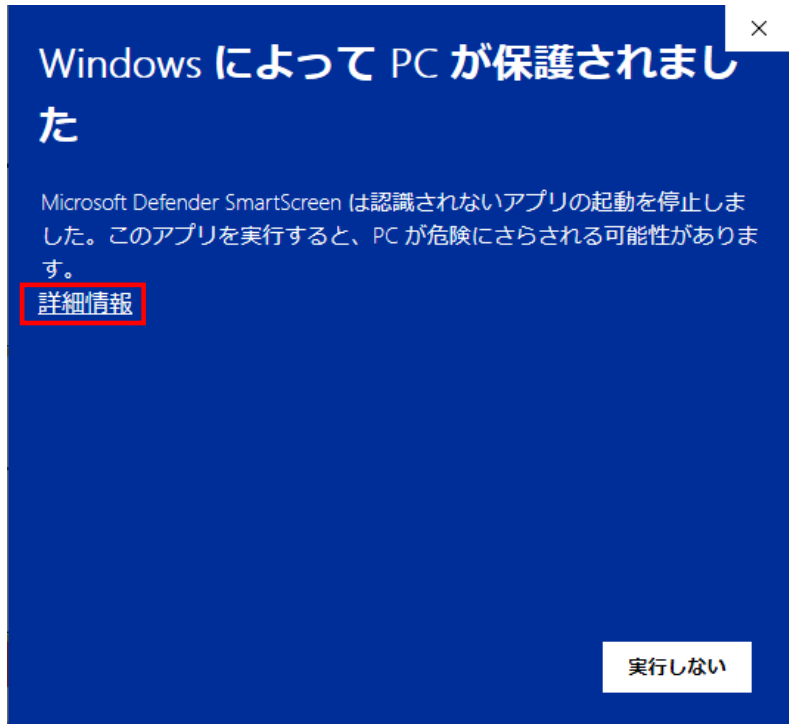 Windows によって PC が保護されまし
た
Microsoft Defender SmartScreen は認識されないアプリの起動を停止しま
した。このアプリを実行すると、PC が危険にさらされる可能性がありま
す。
詳細情報
実行しない